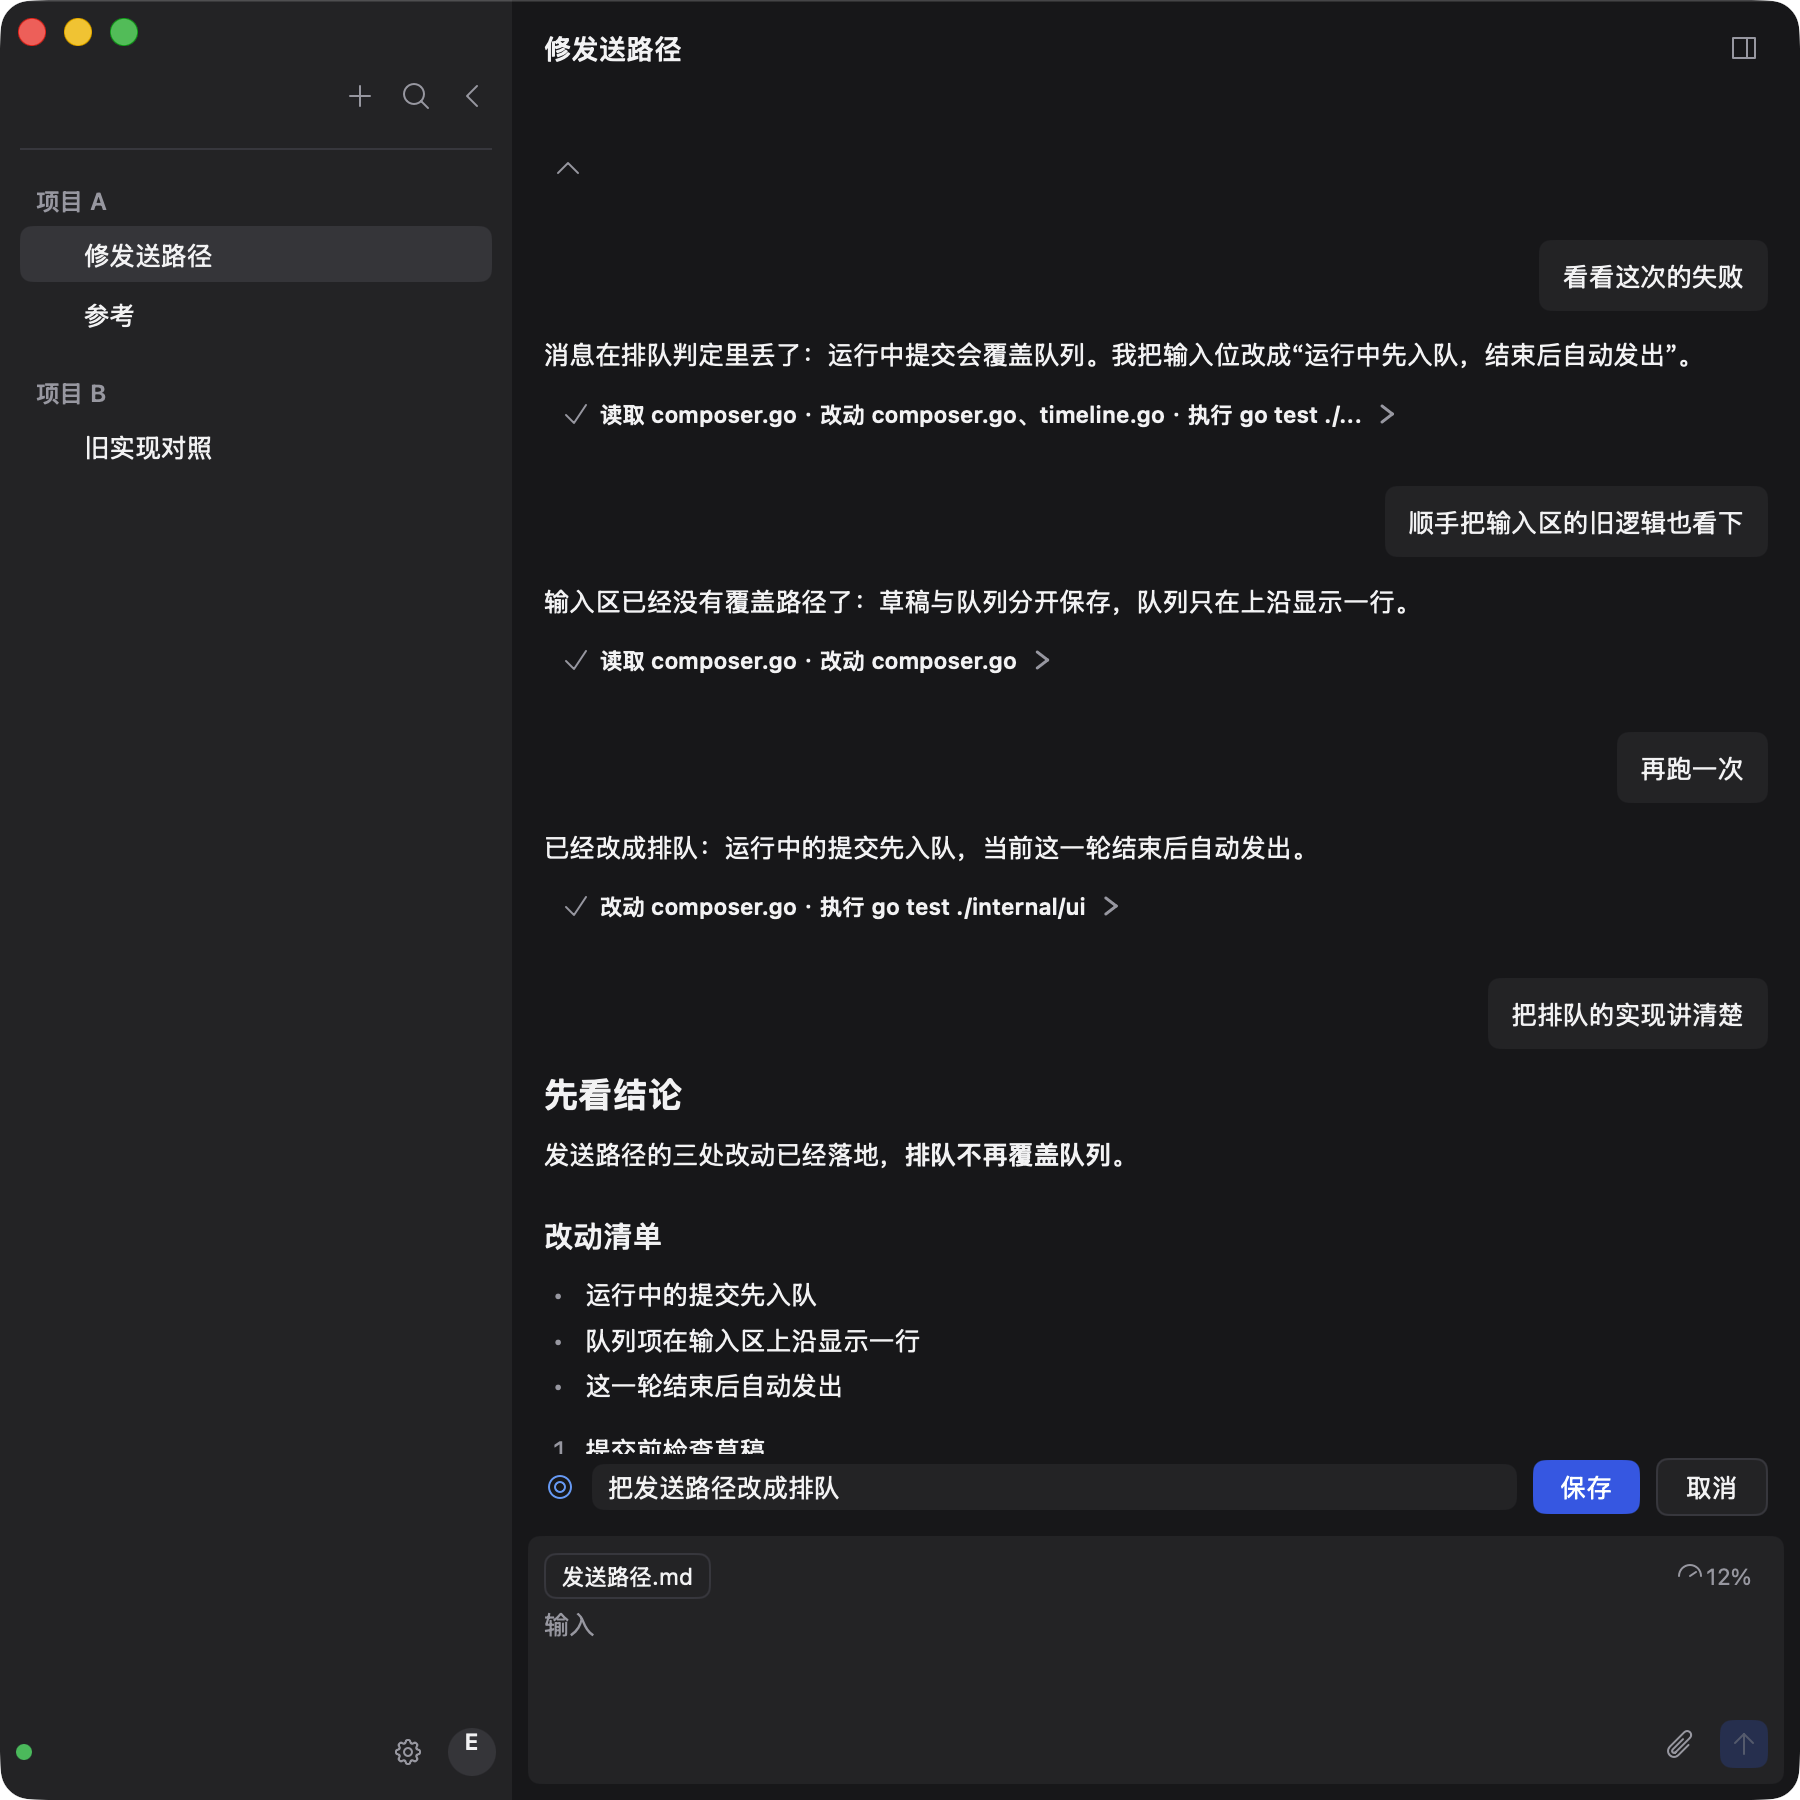 修发送路径
项目 A
修发送路径
参考
项目 B
旧实现对照
E
看看这次的失败
消息在排队判定里丢了：运行中提交会覆盖队列。我把输入位改成“运行中先入队，结束后自动发出”。
读取 composer.go · 改动 composer.go、timeline.go · 执行 go test ./...
顺手把输入区的旧逻辑也看下
输入区已经没有覆盖路径了：草稿与队列分开保存，队列只在上沿显示一行。
读取 composer.go · 改动 composer.go
再跑一次
已经改成排队：运行中的提交先入队，当前这一轮结束后自动发出。
改动 composer.go · 执行 go test ./internal/ui
把排队的实现讲清楚
先看结论
发送路径的三处改动已经落地，排队不再覆盖队列。
改动清单
• 运行中的提交先入队
• 队列项在输入区上沿显示一行
• 这一轮结束后自动发出
1 提交前检查草稿
把发送路径改成排队
保存
取消
发送路径.md
12%
输入